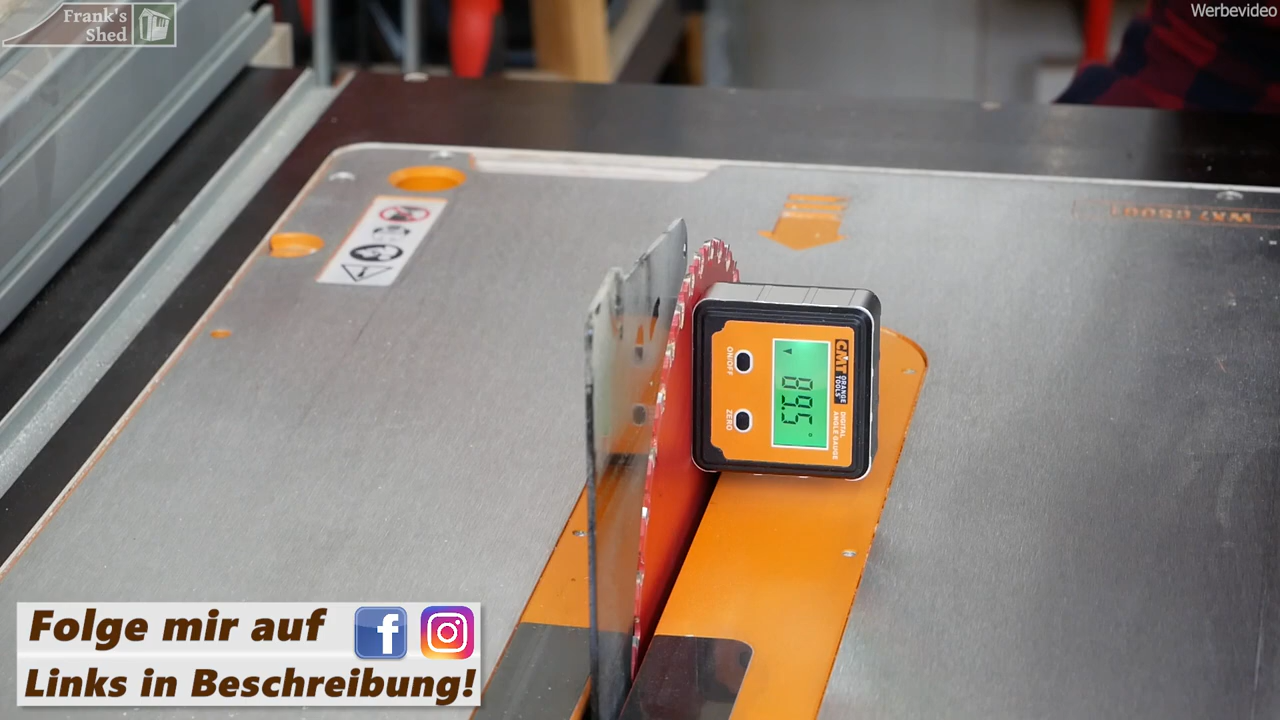 Frank's
Shed
Werbevideo
ON/OFF
ZERO
89.5°
CMT
ORANGE
TOOLS
DIGITAL
ANGLE GAUGE
Folge mir auf
Links in Beschreibung!